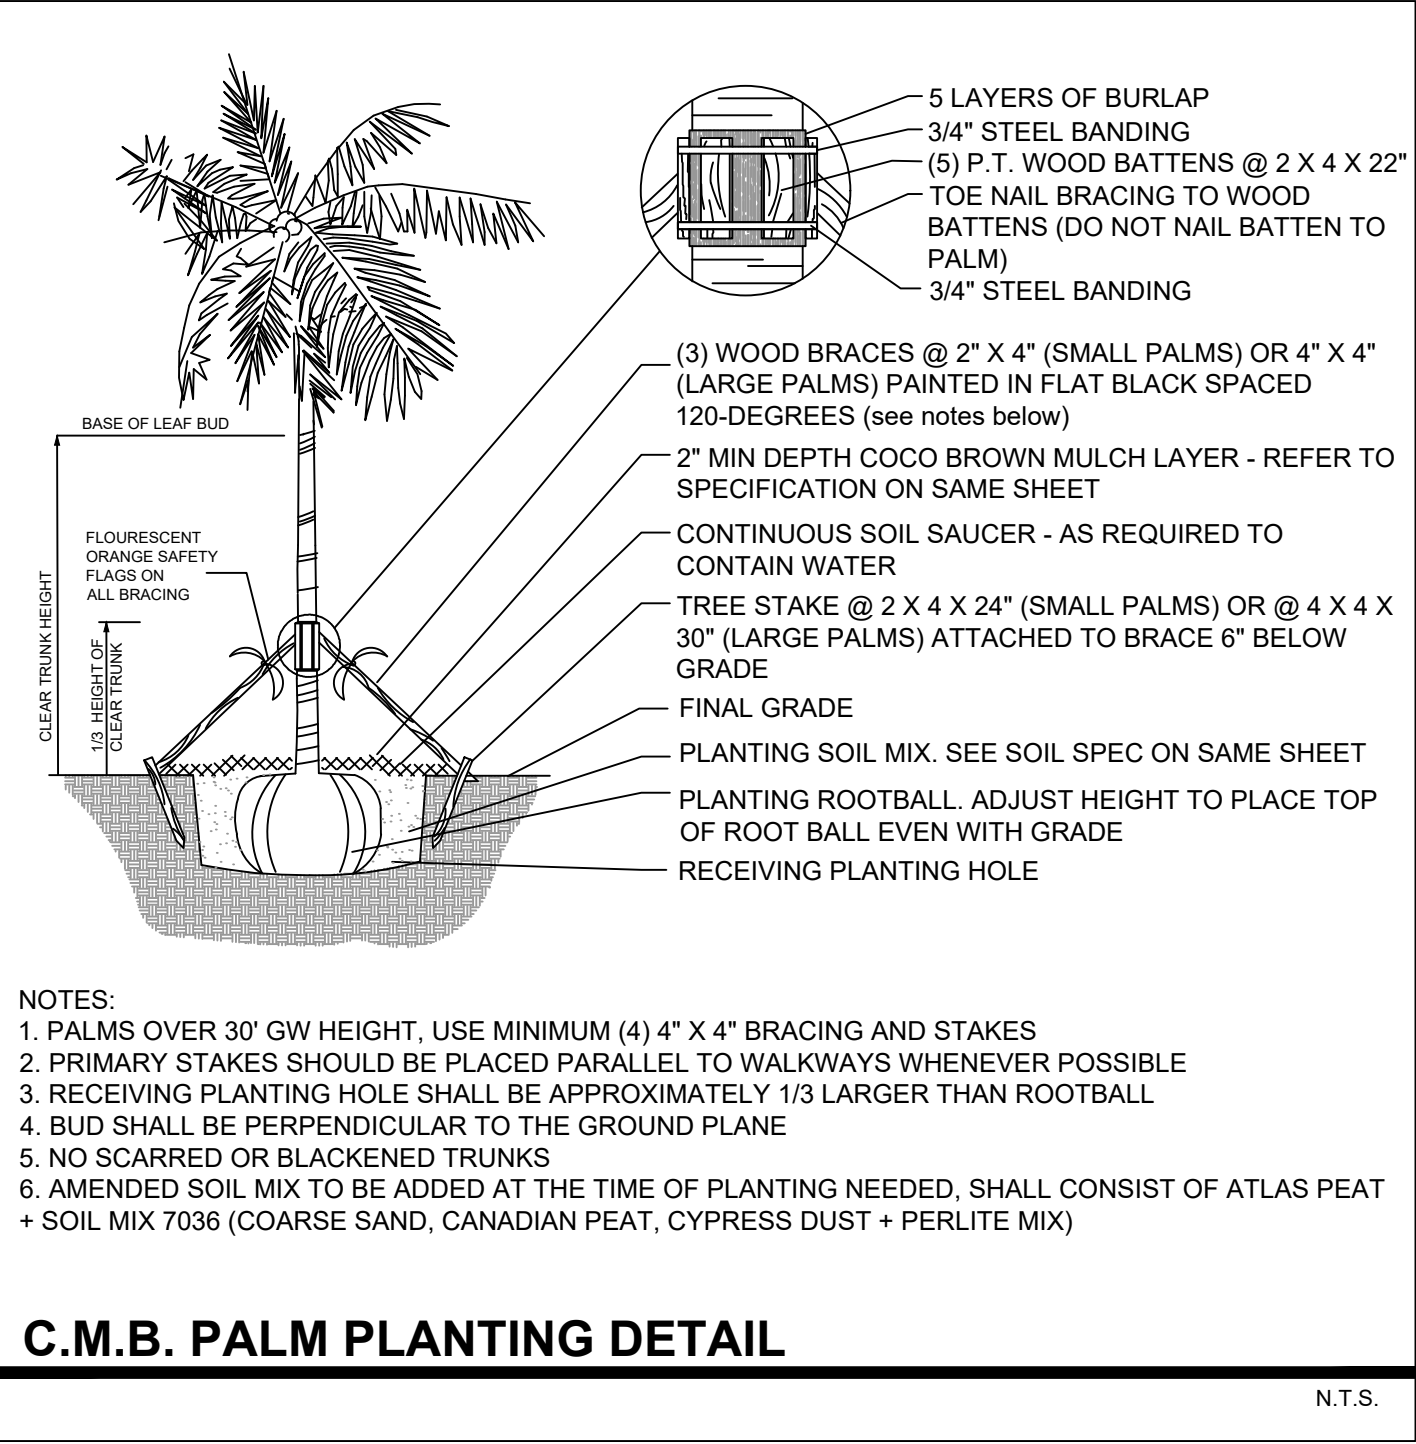 5 LAYERS OF BURLAP
3/4" STEEL BANDING
(5) P.T. WOOD BATTENS @ 2 X 4 X 22"
TOE NAIL BRACING TO WOOD
BATTENS (DO NOT NAIL BATTEN TO
PALM)
3/4" STEEL BANDING
(3) WOOD BRACES @ 2" X 4" (SMALL PALMS) OR 4" X 4"
(LARGE PALMS) PAINTED IN FLAT BLACK SPACED
120-DEGREES (see notes below)
2" MIN DEPTH COCO BROWN MULCH LAYER - REFER TO
SPECIFICATION ON SAME SHEET
CONTINUOUS SOIL SAUCER - AS REQUIRED TO
CONTAIN WATER
TREE STAKE @ 2 X 4 X 24" (SMALL PALMS) OR @ 4 X 4 X
30" (LARGE PALMS) ATTACHED TO BRACE 6" BELOW
GRADE
FINAL GRADE
PLANTING SOIL MIX. SEE SOIL SPEC ON SAME SHEET
PLANTING ROOTBALL. ADJUST HEIGHT TO PLACE TOP
OF ROOT BALL EVEN WITH GRADE
RECEIVING PLANTING HOLE
BASE OF LEAF BUD
FLOURESCENT
ORANGE SAFETY
FLAGS ON
ALL BRACING
CLEAR TRUNK HEIGHT
1/3 HEIGHT OF
CLEAR TRUNK
NOTES:
1. PALMS OVER 30' GW HEIGHT, USE MINIMUM (4) 4" X 4" BRACING AND STAKES
2. PRIMARY STAKES SHOULD BE PLACED PARALLEL TO WALKWAYS WHENEVER POSSIBLE
3. RECEIVING PLANTING HOLE SHALL BE APPROXIMATELY 1/3 LARGER THAN ROOTBALL
4. BUD SHALL BE PERPENDICULAR TO THE GROUND PLANE
5. NO SCARRED OR BLACKENED TRUNKS
6. AMENDED SOIL MIX TO BE ADDED AT THE TIME OF PLANTING NEEDED, SHALL CONSIST OF ATLAS PEAT
+ SOIL MIX 7036 (COARSE SAND, CANADIAN PEAT, CYPRESS DUST + PERLITE MIX)
C.M.B. PALM PLANTING DETAIL
N.T.S.